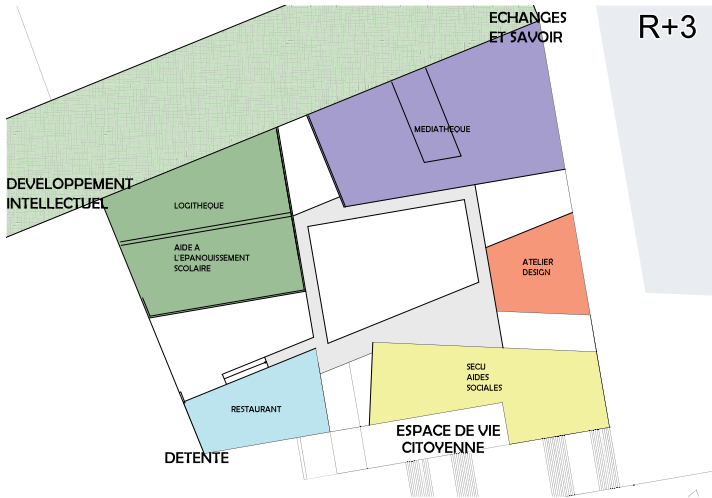 ECHANGES
ET SAVOIR
R+3
MEDIATHEQUE
DEVELOPPEMENT
INTELLECTUEL
LOGITHEQUE
AIDE A
L'EPANOUISSEMENT
SCOLAIRE
ATELIER
DESIGN
SECU
AIDES
SOCIALES
RESTAURANT
ESPACE DE VIE
CITOYENNE
DETENTE